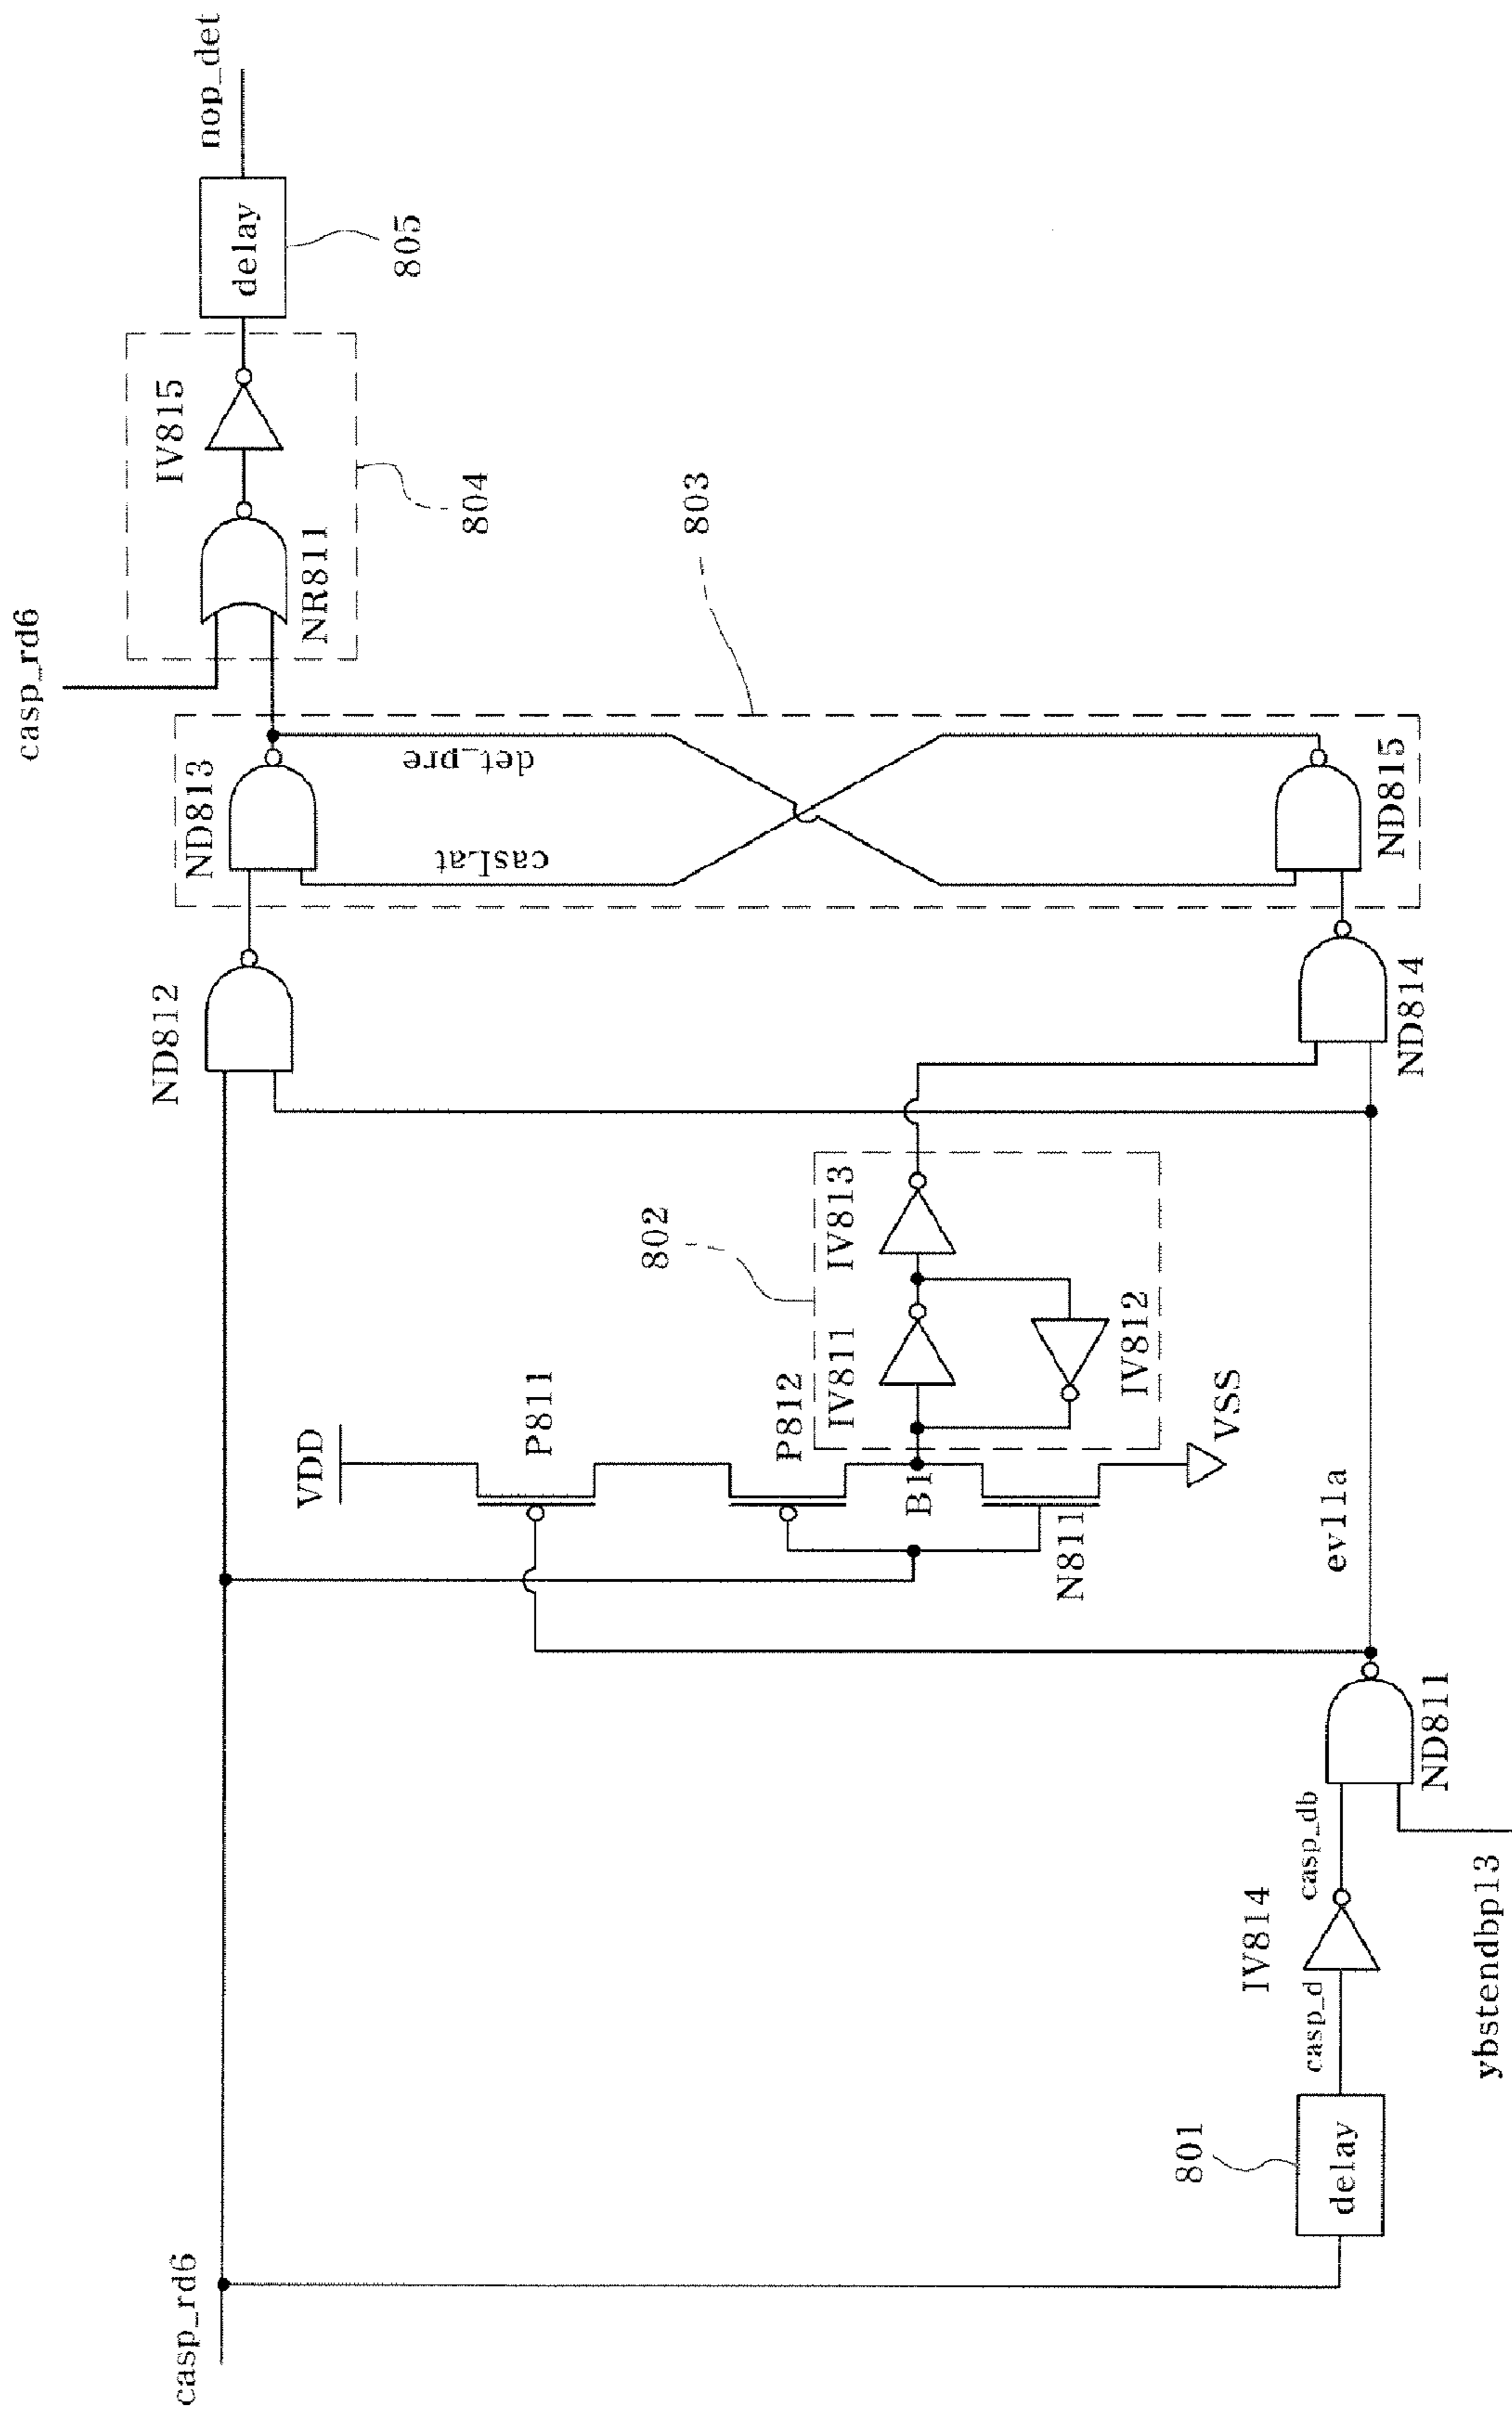 casp_rd6
nop_det
delay
805
IV815
804
NR811
casp_rd6
803
ND813
det_pre
casLat
ND815
ND812
ND814
802
IV813
IV811
IV812
VDD
P811
P812
B1
N811
VSS
ev11a
ND811
casp_db
IV814
casp_d
ybstendbp13
801
delay